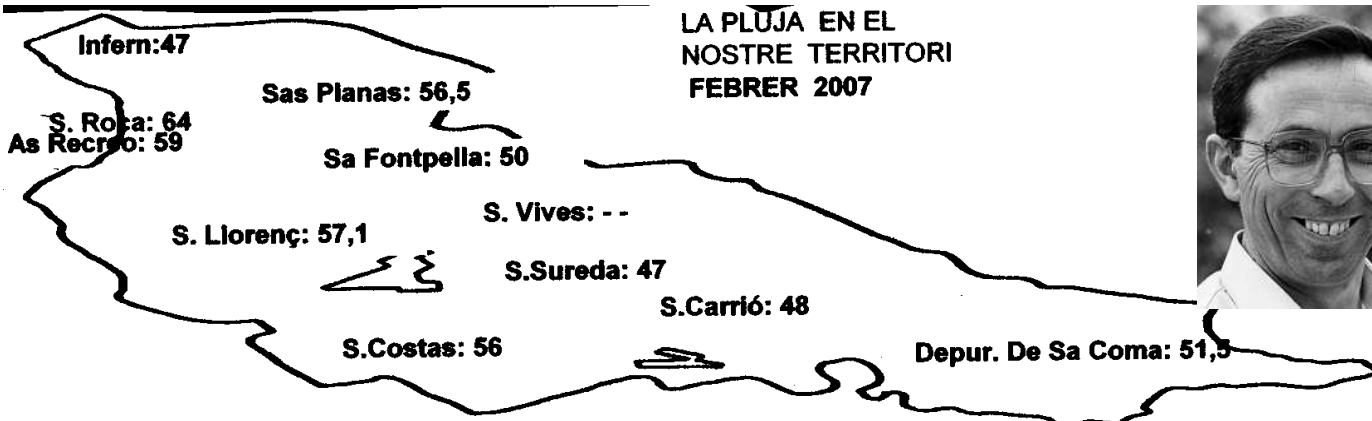 LA PLUJA EN EL
NOSTRE TERRITORI
FEBRER 2007
Infern:47
Sas Planas: 56,5
S. Roca: 64
As Recreo: 59
Sa Fontpella: 50
S. Vives: - -
S. Llorenç: 57,1
S.Sureda: 47
S.Carrió: 48
S.Costas: 56
Depur. De Sa Coma: 51,5